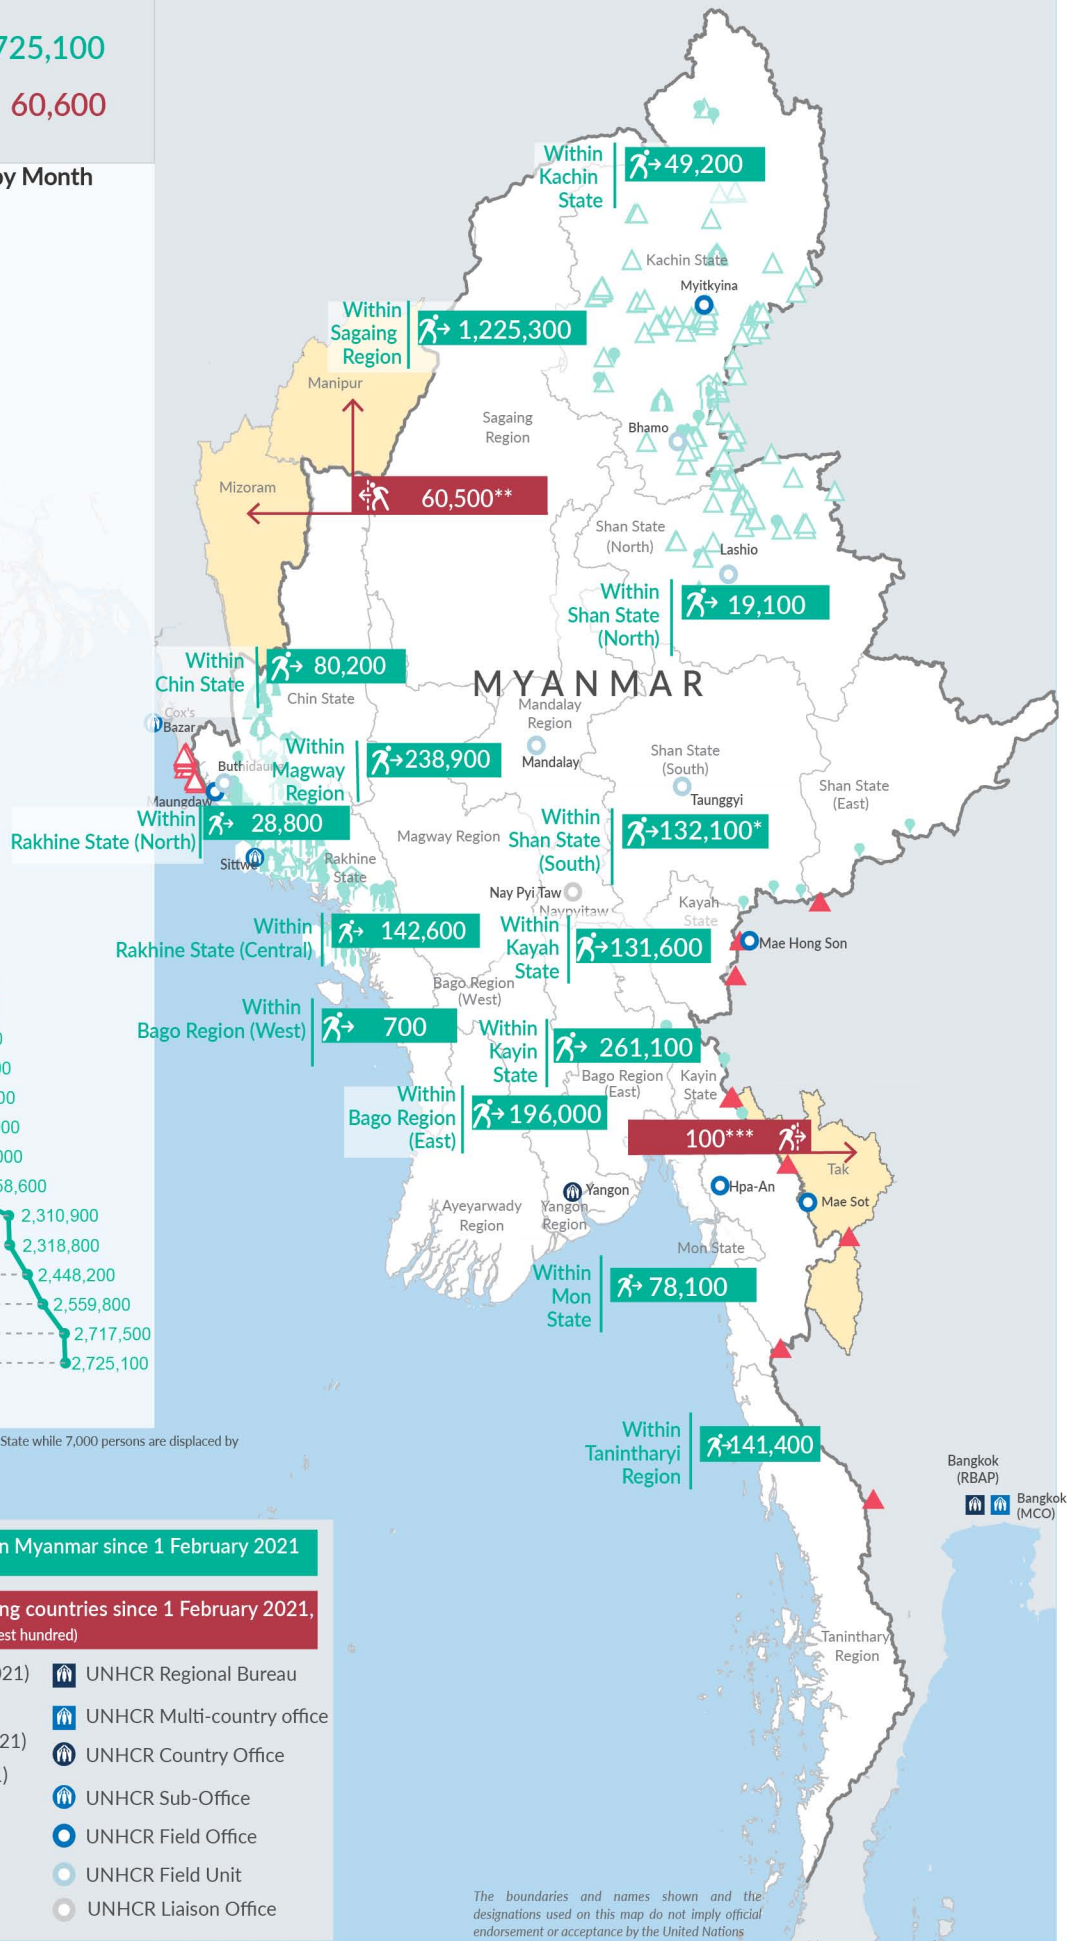 725,100
60,600
by Month
Within
Kachin
State
49,200
Kachin State
Myitkyina
Within
Sagaing
Region
1,225,300
Manipur
Sagaing
Region
Bhamo
Mizoram
60,500**
Shan State
(North)
Lashio
Within
Shan State
(North)
19,100
Within
Chin State
80,200
Chin State
MYANMAR
Mandalay
Region
Mandalay
Cox's
Bazar
Within
Magway
Region
238,900
Buthidaung
Shan State
(South)
Taunggyi
Shan State
(East)
Maungdaw
Within
Rakhine State (North)
28,800
Magway Region
Within
Shan State
(South)
132,100*
Sittwe
Rakhine
State
Nay Pyi Taw
Naypyitaw
Kayah
State
Within
Rakhine State (Central)
142,600
Within
Kayah
State
131,600
Mae Hong Son
Bago Region
(West)
Within
Bago Region (West)
700
Within
Kayin
State
261,100
Bago Region
(East)
Kayin
State
Within
Bago Region
(East)
196,000
100***
Tak
Hpa-An
Mae Sot
Yangon
Ayeyarwady
Region
Yangon
Region
Mon State
Within
Mon
State
78,100
0
00
00
000
000
58,600
2,310,900
2,318,800
2,448,200
2,559,800
2,717,500
2,725,100
State while 7,000 persons are displaced by
Within
Tanintharyi
Region
141,400
Bangkok
(RBAP)
Bangkok
(MCO)
Taninthary
Region
n Myanmar since 1 February 2021
ng countries since 1 February 2021,
est hundred)
021)
21)
.)
UNHCR Regional Bureau
UNHCR Multi-country office
UNHCR Country Office
UNHCR Sub-Office
UNHCR Field Office
UNHCR Field Unit
UNHCR Liaison Office
The boundaries and names shown and the
designations used on this map do not imply official
endorsement or acceptance by the United Nations